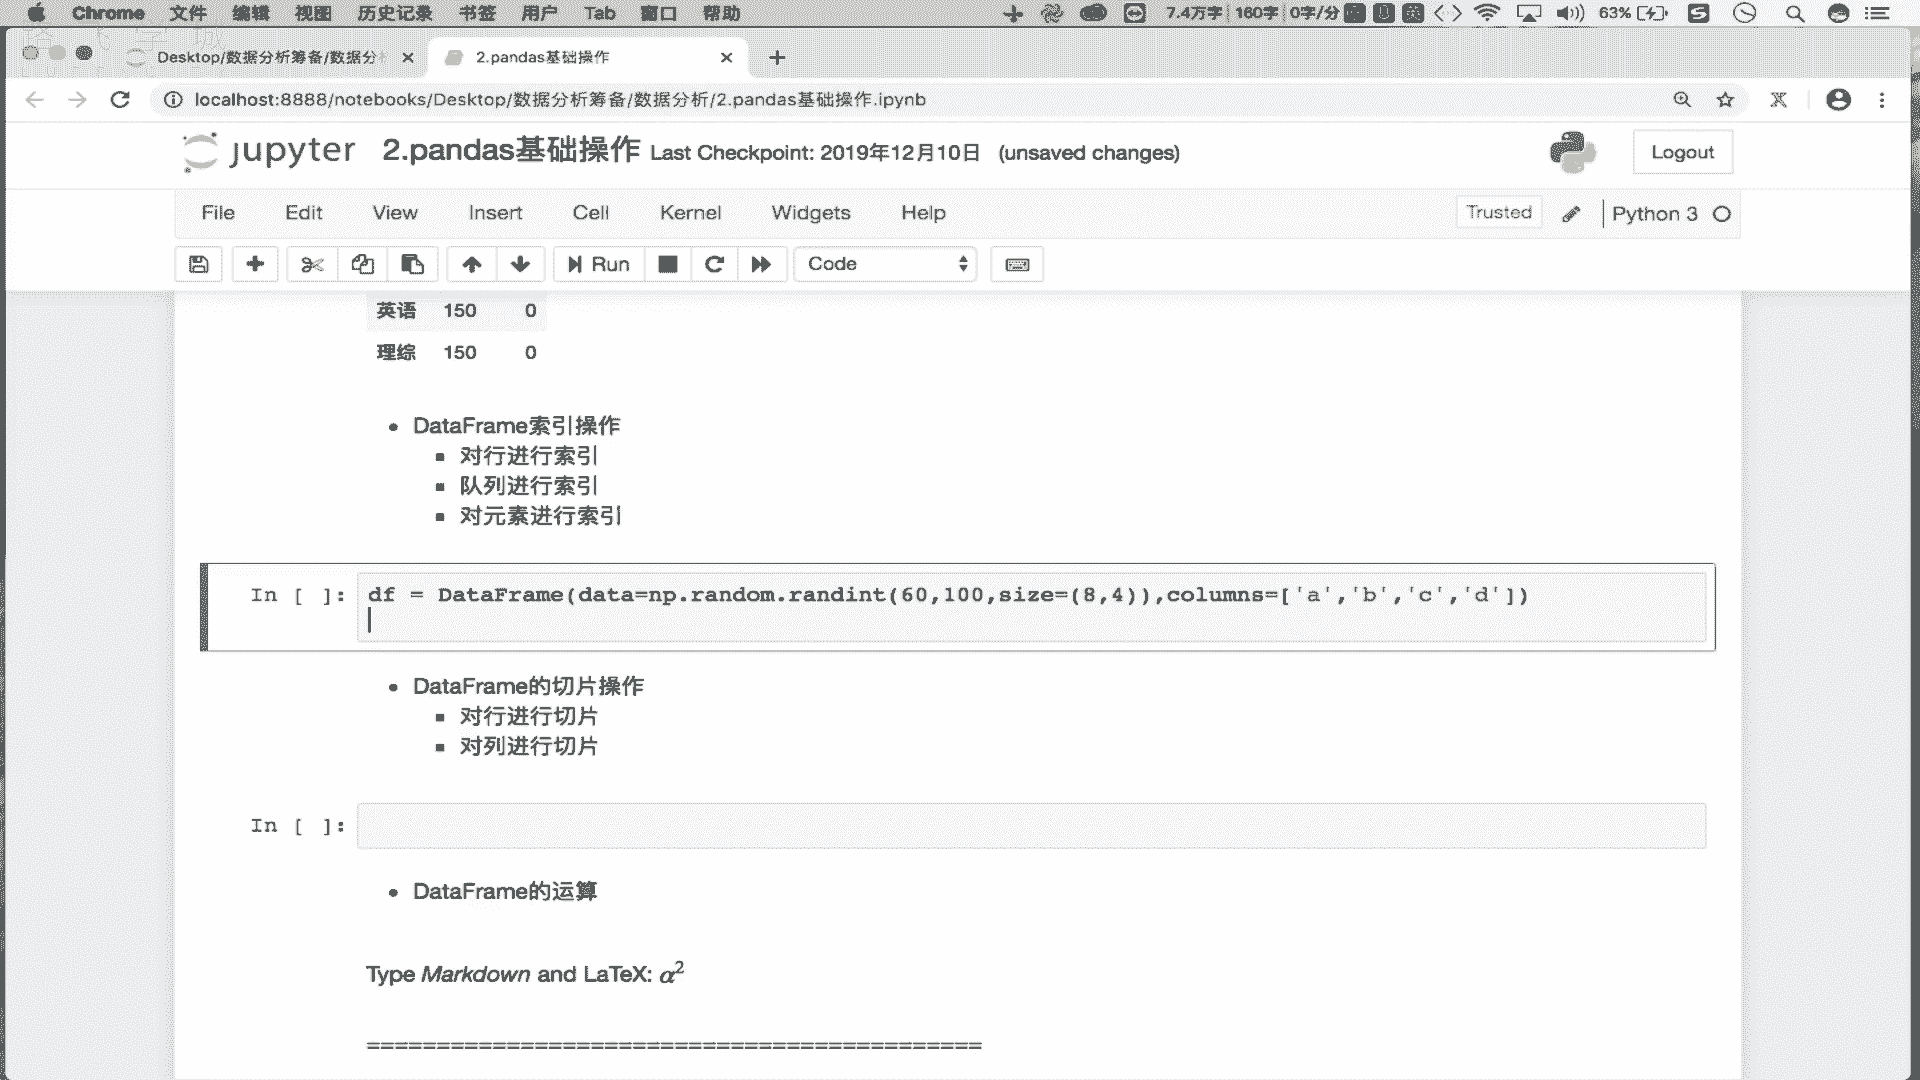 Chrome 文件 编辑 视图 历史记录 书签 用户 Tab 窗口 帮助 7.4万字 160字 0字/分 英 63%
Desktop/数据分析筹备/数据分 2.pandas基础操作
localhost:8888/notebooks/Desktop/数据分析筹备/数据分析/2.pandas基础操作.ipynb
jupyter 2.pandas基础操作 Last Checkpoint: 2019年12月10日 (unsaved changes) Logout
File Edit View Insert Cell Kernel Widgets Help Trusted Python 3
Run Code
英语 150 0
理综 150 0
DataFrame索引操作
对行进行索引
队列进行索引
对元素进行索引
In [ ]: df = DataFrame(data=np.random.randint(60,100,size=(8,4)),columns=['a','b','c','d'])
DataFrame的切片操作
对行进行切片
对列进行切片
In [ ]:
DataFrame的运算
Type Markdown and LaTeX: α²
============================================